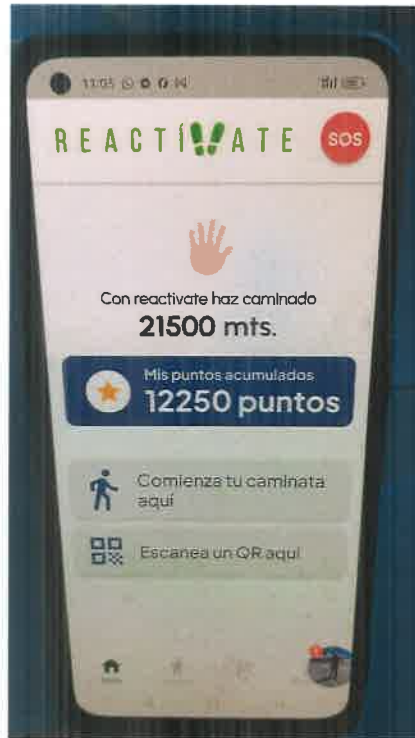 11:05
REACTÍVATE
SOS
Con reactivate haz caminado
21500 mts.
Mis puntos acumulados
12250 puntos
Comienza tu caminata
aquí
Escanea un QR aquí